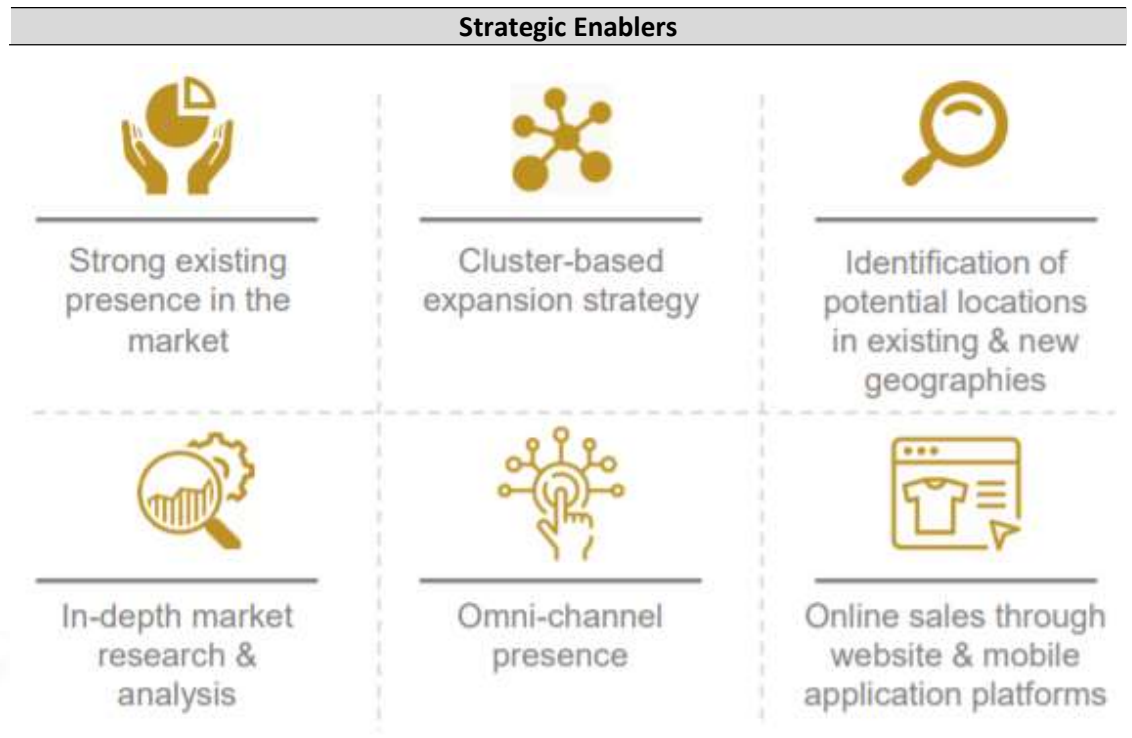 Strategic Enablers
Strong existing
presence in the
market
Cluster-based
expansion strategy
Identification of
potential locations
in existing & new
geographies
In-depth market
research &
analysis
Omni-channel
presence
Online sales through
website & mobile
application platforms